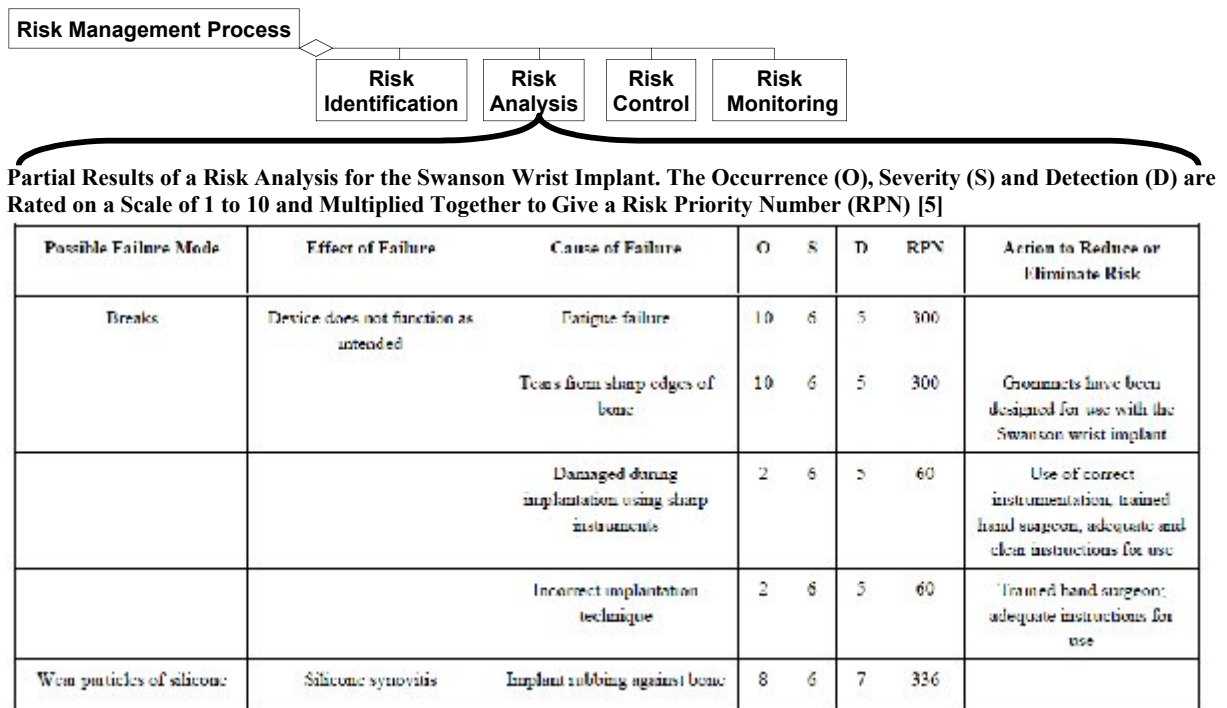 Risk Management Process
Risk Identification
Risk Analysis
Risk Control
Risk Monitoring
Partial Results of a Risk Analysis for the Swanson Wrist Implant. The Occurrence (O), Severity (S) and Detection (D) are
Rated on a Scale of 1 to 10 and Multiplied Together to Give a Risk Priority Number (RPN) [5]
Possible Failure Mode Effect of Failure Cause of Failure O S D RPN Action to Reduce or
Eliminate Risk
Breaks Device does not function as Fatigue failure 10 6 5 300
intended
Tears from sharp edges of 10 6 5 300 Grommets have been
bone designed for use with the
Swanson wrist implant
Damaged during 2 6 5 60 Use of correct
implantation using sharp instrumentation, trained
instruments hand surgeon, adequate and
clear instructions for use
Incorrect implantation 2 6 5 60 Trained hand surgeon;
technique adequate instructions for
use
Wear particles of silicone Silicone synovitis Implant rubbing against bone 8 6 7 336